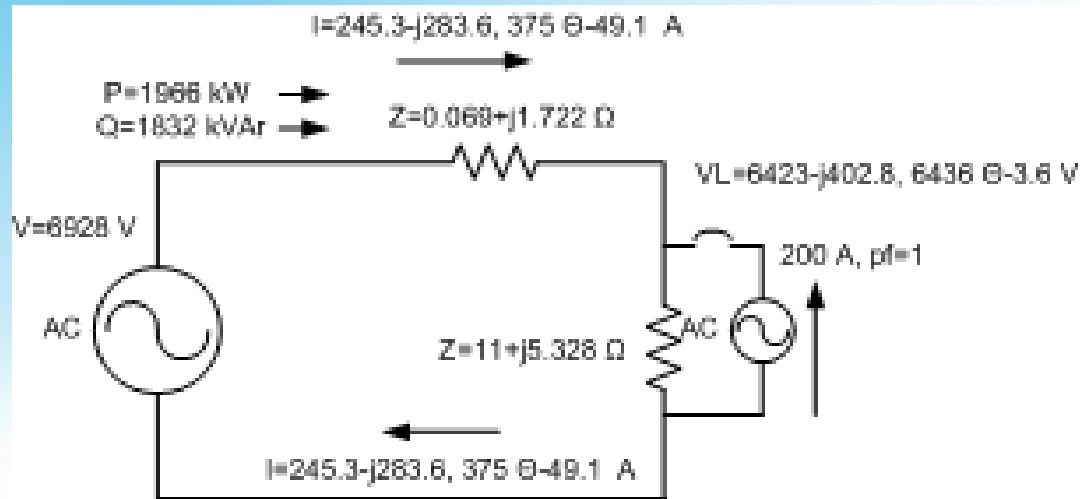 I=245.3-j283.6, 375 Θ-49.1 A
P=1966 kW
Q=1832 kVAr
Z=0.069+j1.722 Ω
VL=6423-j402.8, 6436 Θ-3.6 V
V=6928 V
200 A, pf=1
AC
AC
Z=11+j5.328 Ω
I=245.3-j283.6, 375 Θ-49.1 A